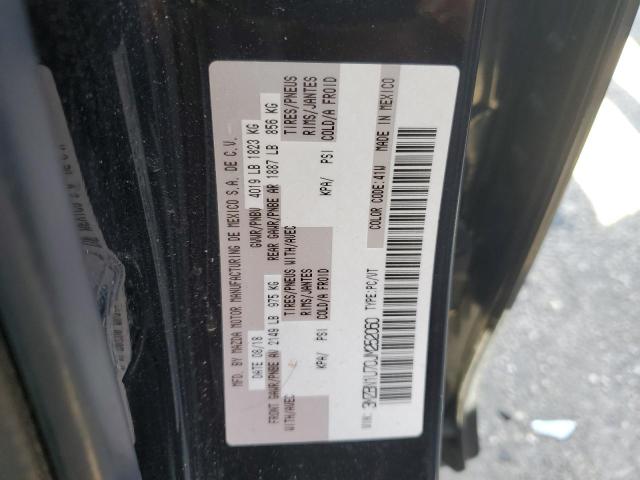 MFD. BY MAZDA MOTOR MANUFACTURING DE MEXICO S.A. DE C.V.
DATE 08/18 GVWR/PNBV 4019 LB 1823 KG
FRONT GAWR/PNBE AV 2149 LB 975 KG REAR GAWR/PNBE AR 1887 LB 856 KG
WITH/AVEC TIRES/PNEUS WITH/AVEC TIRES/PNEUS
RIMS/JANTES RIMS/JANTES
KPA/ PSI COLD/A FROID KPA/ PSI COLD/A FROID
VIN: 3MZBN1U70JM262060 TYPE:PC/VT
COLOR CODE:41W MADE IN MEXICO